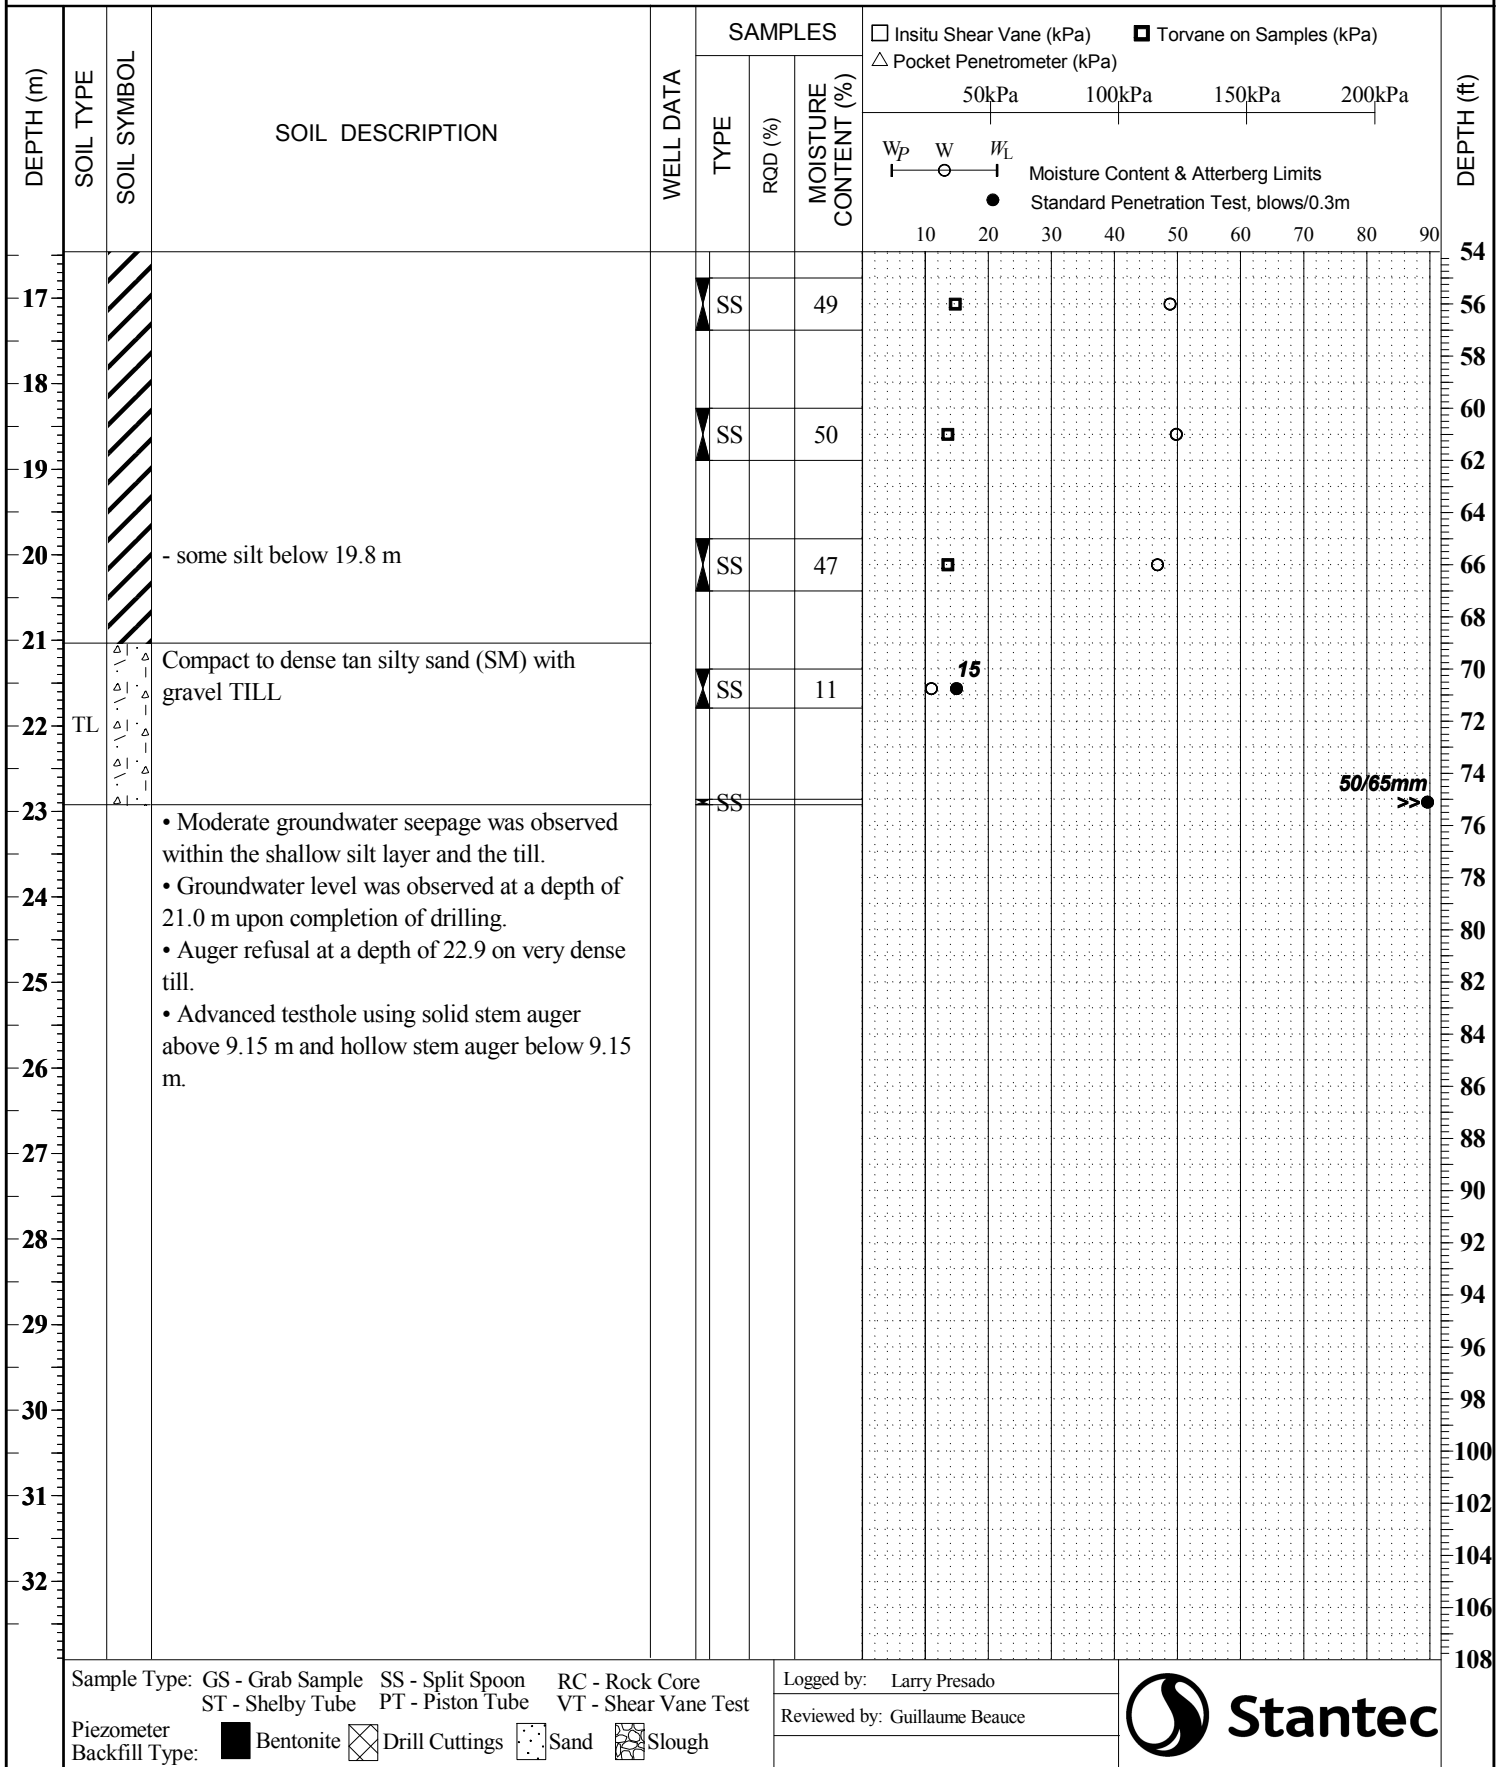 DEPTH (m)
SOIL TYPE
SOIL SYMBOL
SOIL DESCRIPTION
WELL DATA
SAMPLES
TYPE
RQD (%)
MOISTURE
CONTENT (%)
Insitu Shear Vane (kPa)
Torvane on Samples (kPa)
Pocket Penetrometer (kPa)
50kPa 100kPa 150kPa 200kPa
WP W WL
Moisture Content & Atterberg Limits
Standard Penetration Test, blows/0.3m
10 20 30 40 50 60 70 80 90
DEPTH (ft)
17
18
19
20
21
22
23
24
25
26
27
28
29
30
31
32
- some silt below 19.8 m
TL
Compact to dense tan silty sand (SM) with
gravel TILL
• Moderate groundwater seepage was observed
within the shallow silt layer and the till.
• Groundwater level was observed at a depth of
21.0 m upon completion of drilling.
• Auger refusal at a depth of 22.9 on very dense
till.
• Advanced testhole using solid stem auger
above 9.15 m and hollow stem auger below 9.15
m.
SS 49
SS 50
SS 47
SS 11
SS
15
50/65mm
>>
54
56
58
60
62
64
66
68
70
72
74
76
78
80
82
84
86
88
90
92
94
96
98
100
102
104
106
108
Sample Type: GS - Grab Sample SS - Split Spoon RC - Rock Core
ST - Shelby Tube PT - Piston Tube VT - Shear Vane Test
Piezometer
Backfill Type: Bentonite Drill Cuttings Sand Slough
Logged by: Larry Presado
Reviewed by: Guillaume Beauce
Stantec